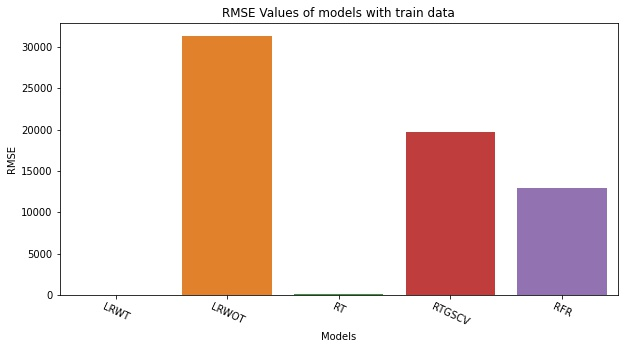 RMSE Values of models with train data
30000
25000
20000
15000
10000
5000
0
RMSE
LRWT
LRWOT
RT
RTGSCV
RFR
Models